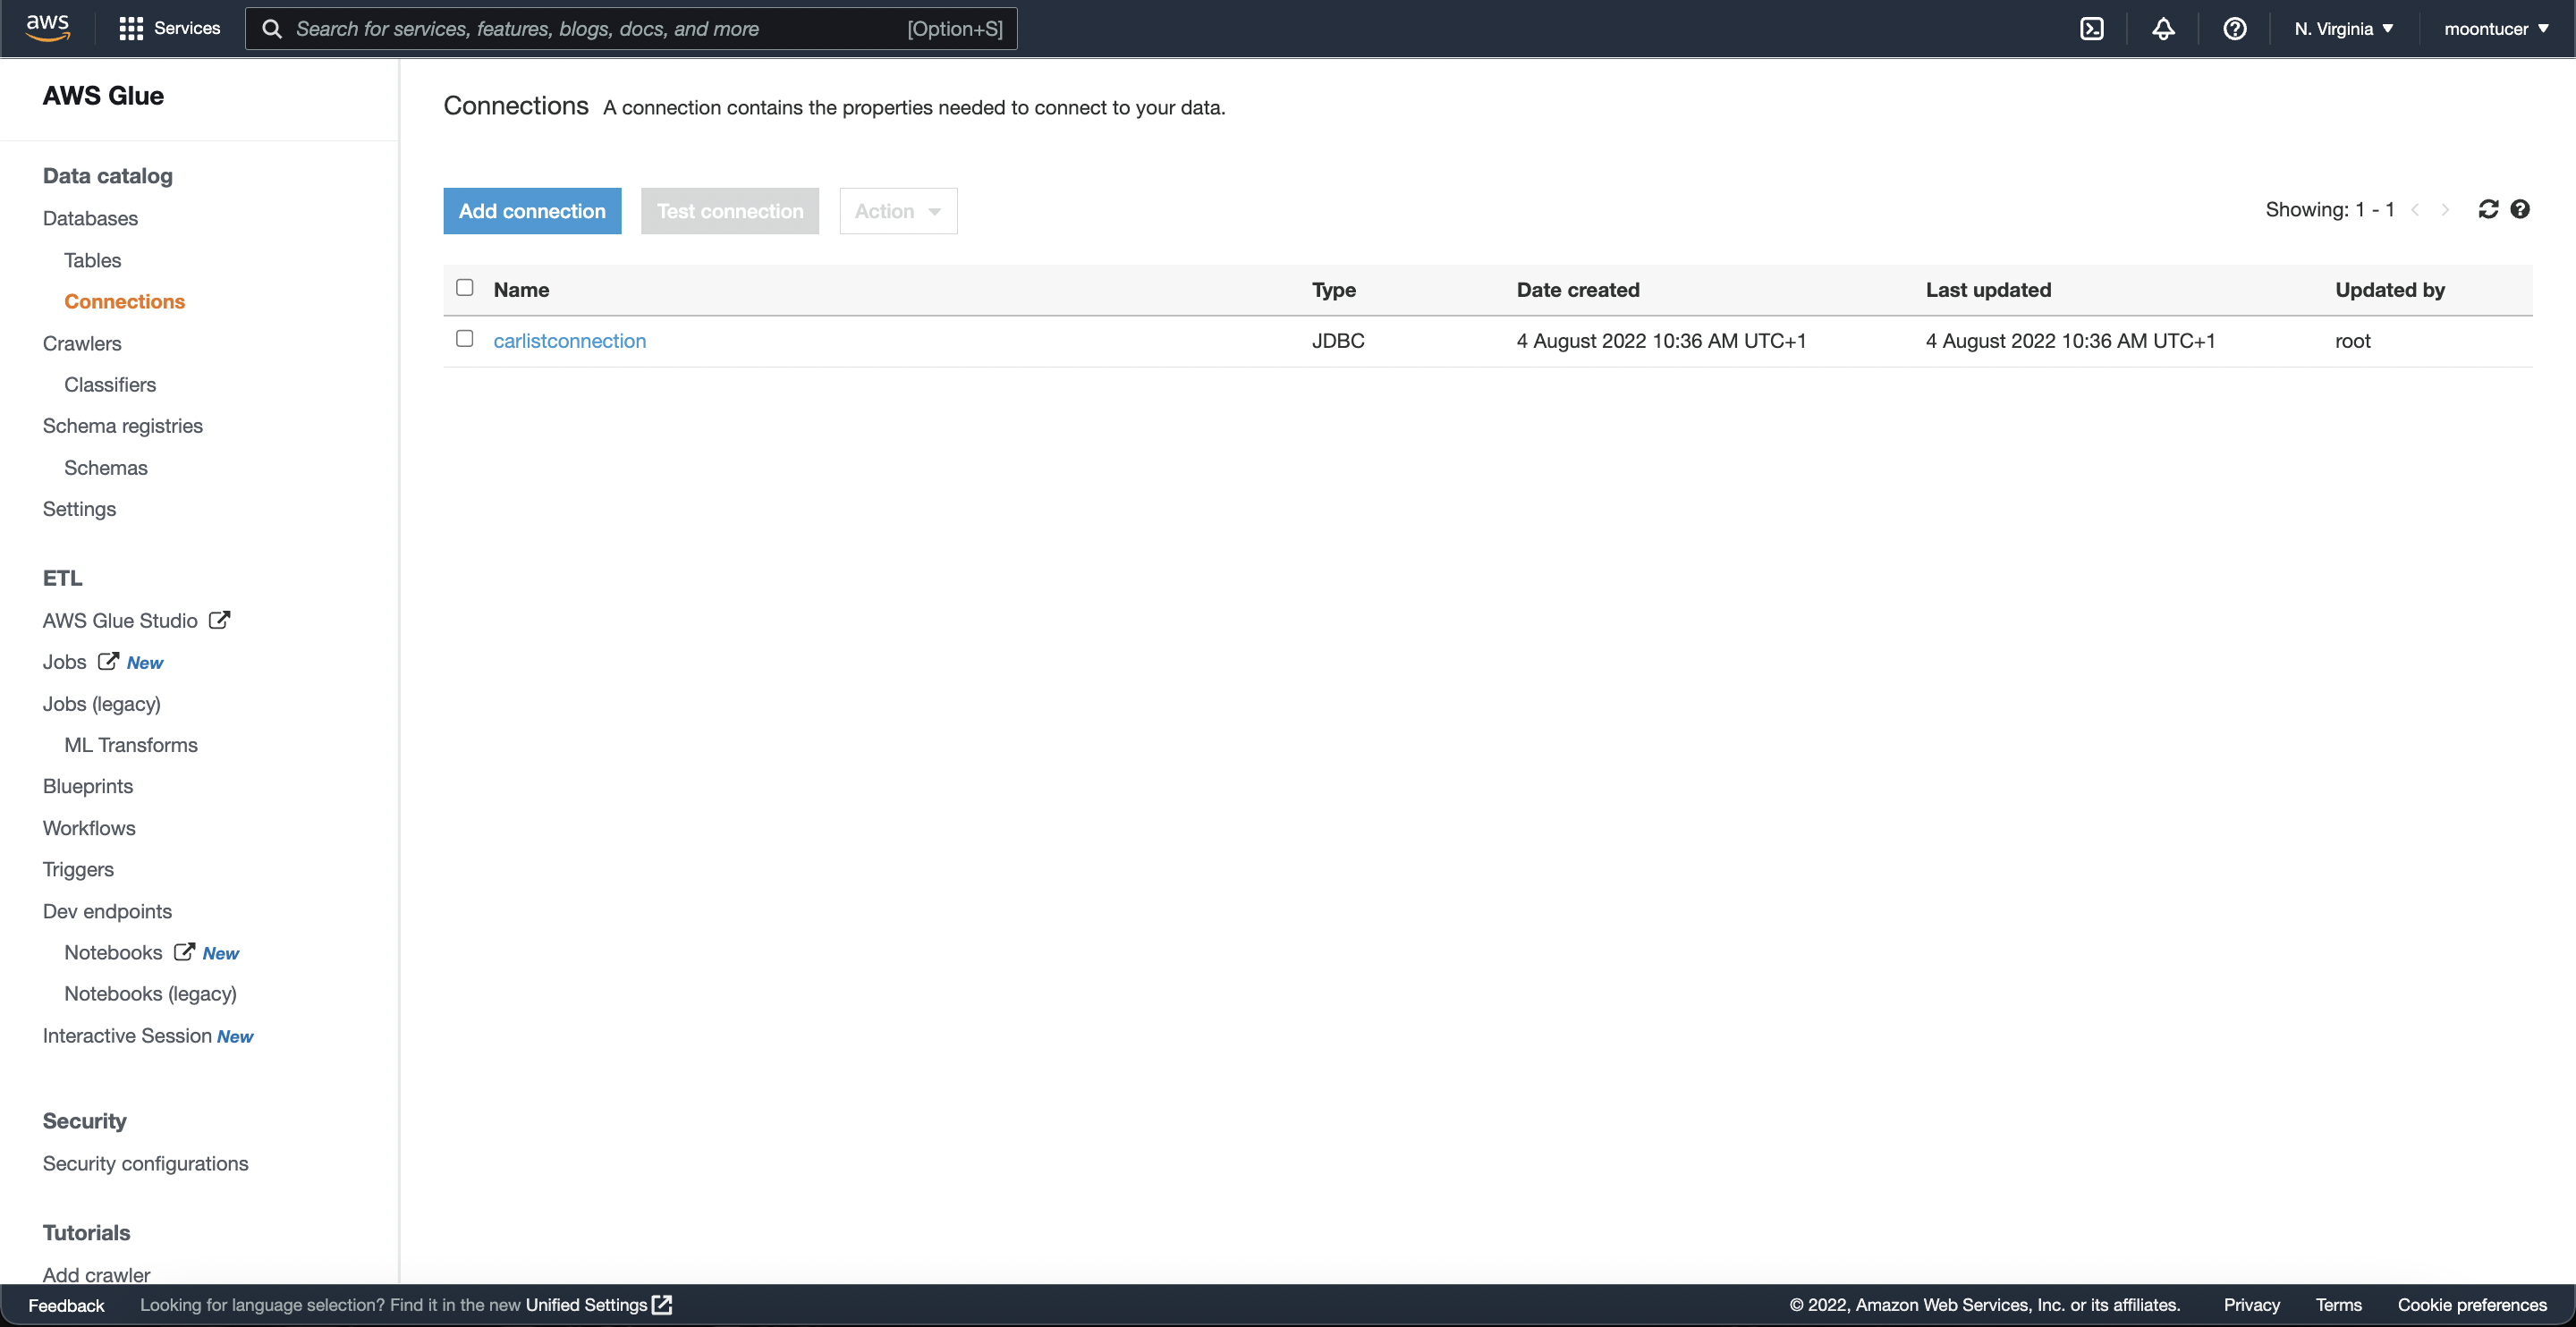 aws Services Search for services, features, blogs, docs, and more [Option+S] N. Virginia moontucer
AWS Glue
Data catalog
Databases
Tables
Connections
Crawlers
Classifiers
Schema registries
Schemas
Settings
ETL
AWS Glue Studio
Jobs New
Jobs (legacy)
ML Transforms
Blueprints
Workflows
Triggers
Dev endpoints
Notebooks New
Notebooks (legacy)
Interactive Session New
Security
Security configurations
Tutorials
Add crawler
Connections A connection contains the properties needed to connect to your data.
Add connection Test connection Action Showing: 1 - 1
Name Type Date created Last updated Updated by
carlistconnection JDBC 4 August 2022 10:36 AM UTC+1 4 August 2022 10:36 AM UTC+1 root
Feedback Looking for language selection? Find it in the new Unified Settings © 2022, Amazon Web Services, Inc. or its affiliates. Privacy Terms Cookie preferences